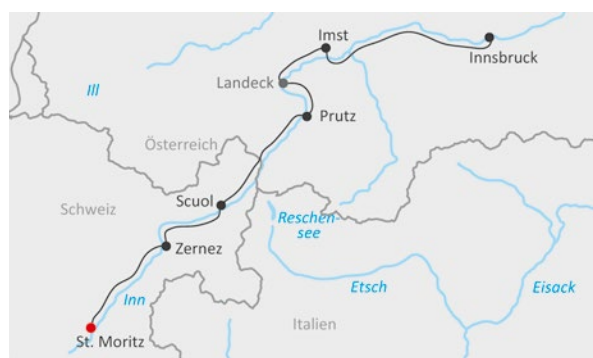 Imst
Innsbruck
Landeck
Ill
Prutz
Österreich
Scuol
Schweiz
Reschen-
see
Zernez
Inn
Etsch
Eisack
Italien
St. Moritz